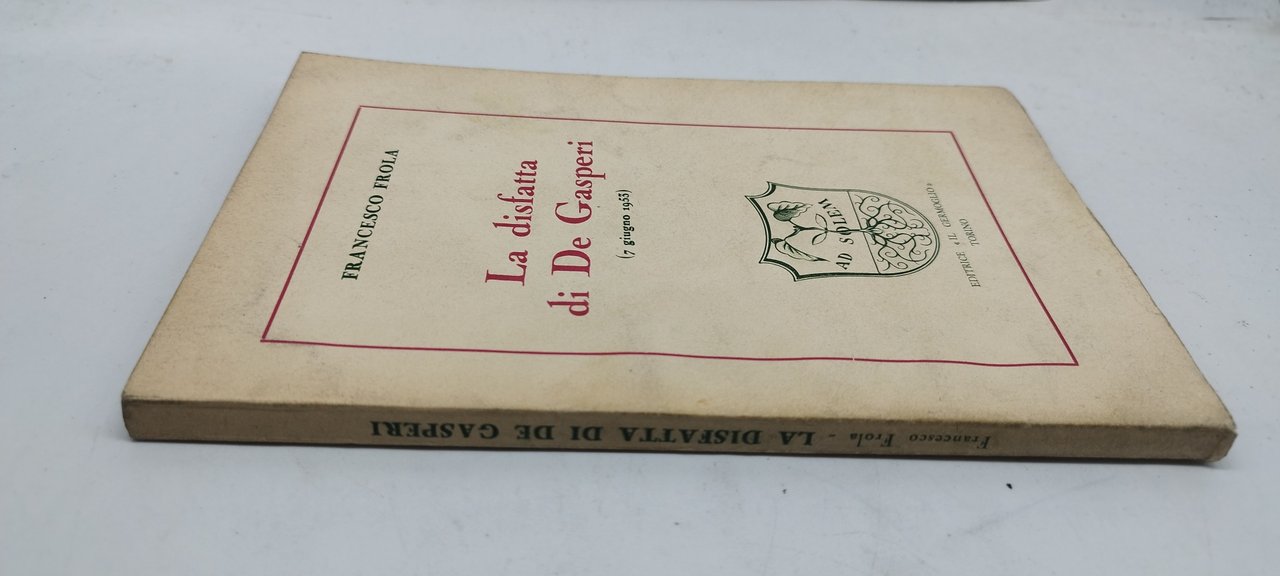 FRANCESCO FROLA
La disfatta
di De Gasperi
(7 giugno 1953)
AD SOLEM
EDITRICE « IL GERMOGLIO »
TORINO
Francesco Frola - LA DISFATTA DI DE GASPERI